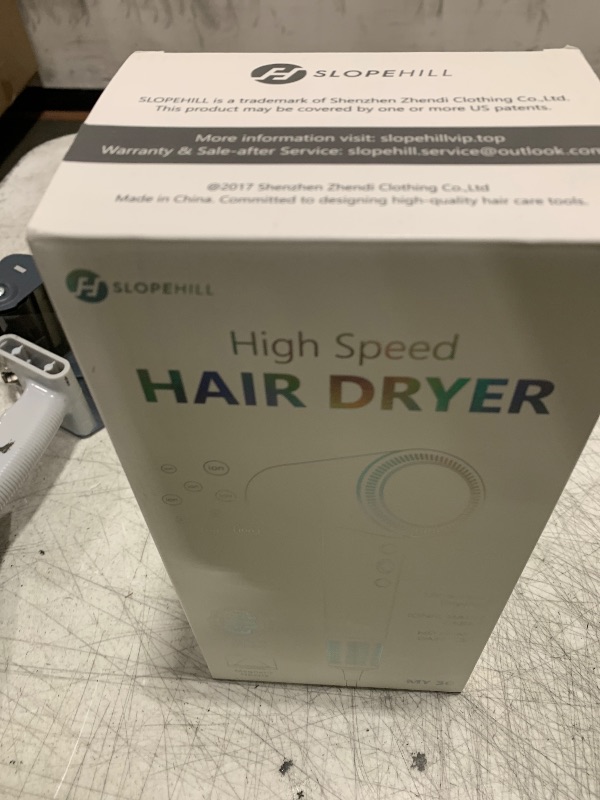 SLOPEHILL
SLOPEHILL is a trademark of Shenzhen Zhendi Clothing Co.,Ltd.
This product may be covered by one or more US patents.
More information visit: slopehillvip.top
Warranty & Sale-after Service: slopehill.service@outlook.com
@2017 Shenzhen Zhendi Clothing Co.,Ltd
Made in China. Committed to designing high-quality hair care tools.
SLOPEHILL
High Speed
HAIR DRYER
ION